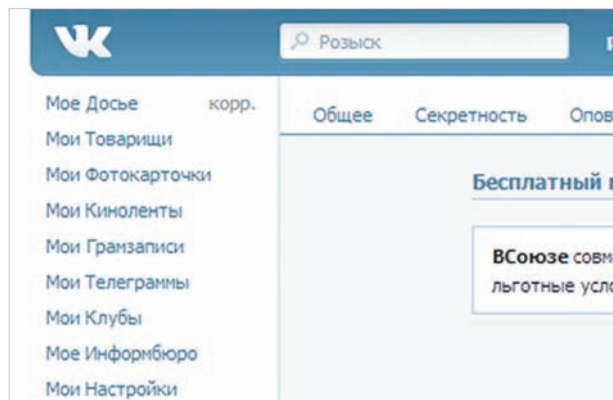 VK
Розыск
Мое Досье корр.
Мои Товарищи
Мои Фотокарточки
Мои Киноленты
Мои Грамзаписи
Мои Телеграммы
Мои Клубы
Мое Информбюро
Мои Настройки
Общее Секретность
Бесплатный
ВСоюзе
льготные